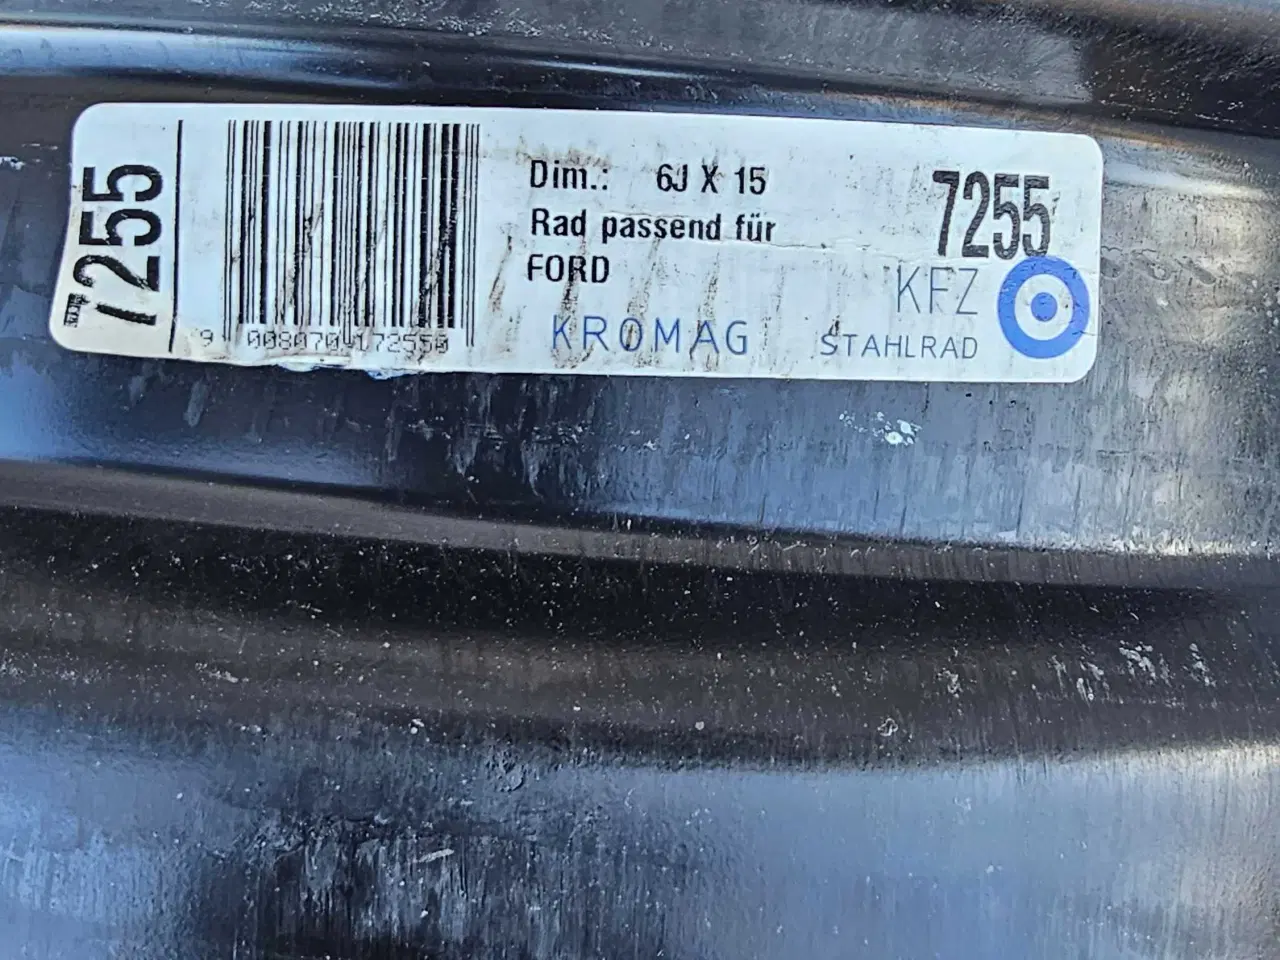 7255
9 008070 172550
Dim.: 6J X 15
Rad passend für
FORD
KROMAG
7255
KFZ
STAHLRAD